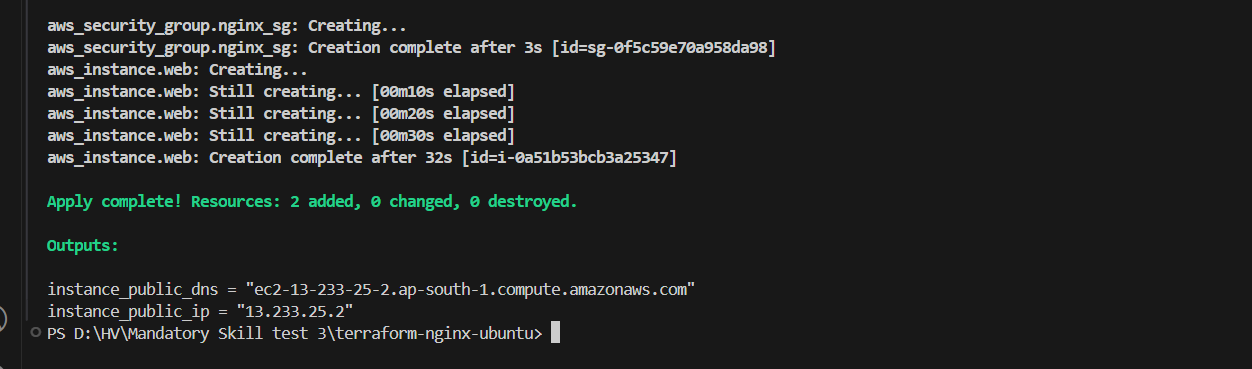 aws_security_group.nginx_sg: Creating...
aws_security_group.nginx_sg: Creation complete after 3s [id=sg-0f5c59e70a958da98]
aws_instance.web: Creating...
aws_instance.web: Still creating... [00m10s elapsed]
aws_instance.web: Still creating... [00m20s elapsed]
aws_instance.web: Still creating... [00m30s elapsed]
aws_instance.web: Creation complete after 32s [id=i-0a51b53bcb3a25347]
Apply complete! Resources: 2 added, 0 changed, 0 destroyed.
Outputs:
instance_public_dns = "ec2-13-233-25-2.ap-south-1.compute.amazonaws.com"
instance_public_ip = "13.233.25.2"
PS D:\HV\Mandatory Skill test 3\terraform-nginx-ubuntu>